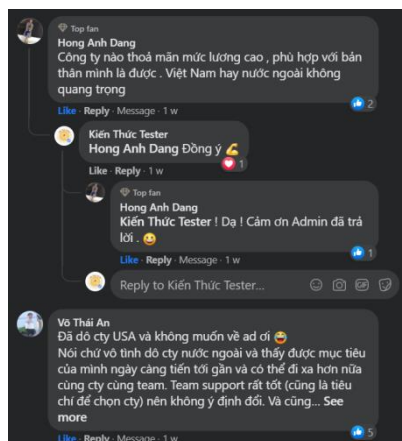 Top fan
Hong Anh Dang
Công ty nào thoả mãn mức lương cao , phù hợp với bản
thân mình là được . Việt Nam hay nước ngoài không
quang trọng
Like · Reply · Message · 1 w
2
Kiến Thức Tester
Hong Anh Dang Đồng ý 💪
1
Like · Reply · 1 w
Top fan
Hong Anh Dang
Kiến Thức Tester ! Dạ ! Cảm ơn Admin đã trả
lời . 😅
Like · Reply · Message · 1 w
1
Reply to Kiến Thức Tester...
GIF
Võ Thái An
Đã dô cty USA và không muốn về ad ơi 😂
Nói chứ vô tình dô cty nước ngoài và thấy được mục tiêu
của mình ngày càng tiến tới gần và có thể đi xa hơn nữa
cùng cty cùng team. Team support rất tốt (cũng là tiêu
chí để chọn cty) nên không ý định đổi. Và cũng... See
more
Like · Reply · Message · 1 w
5